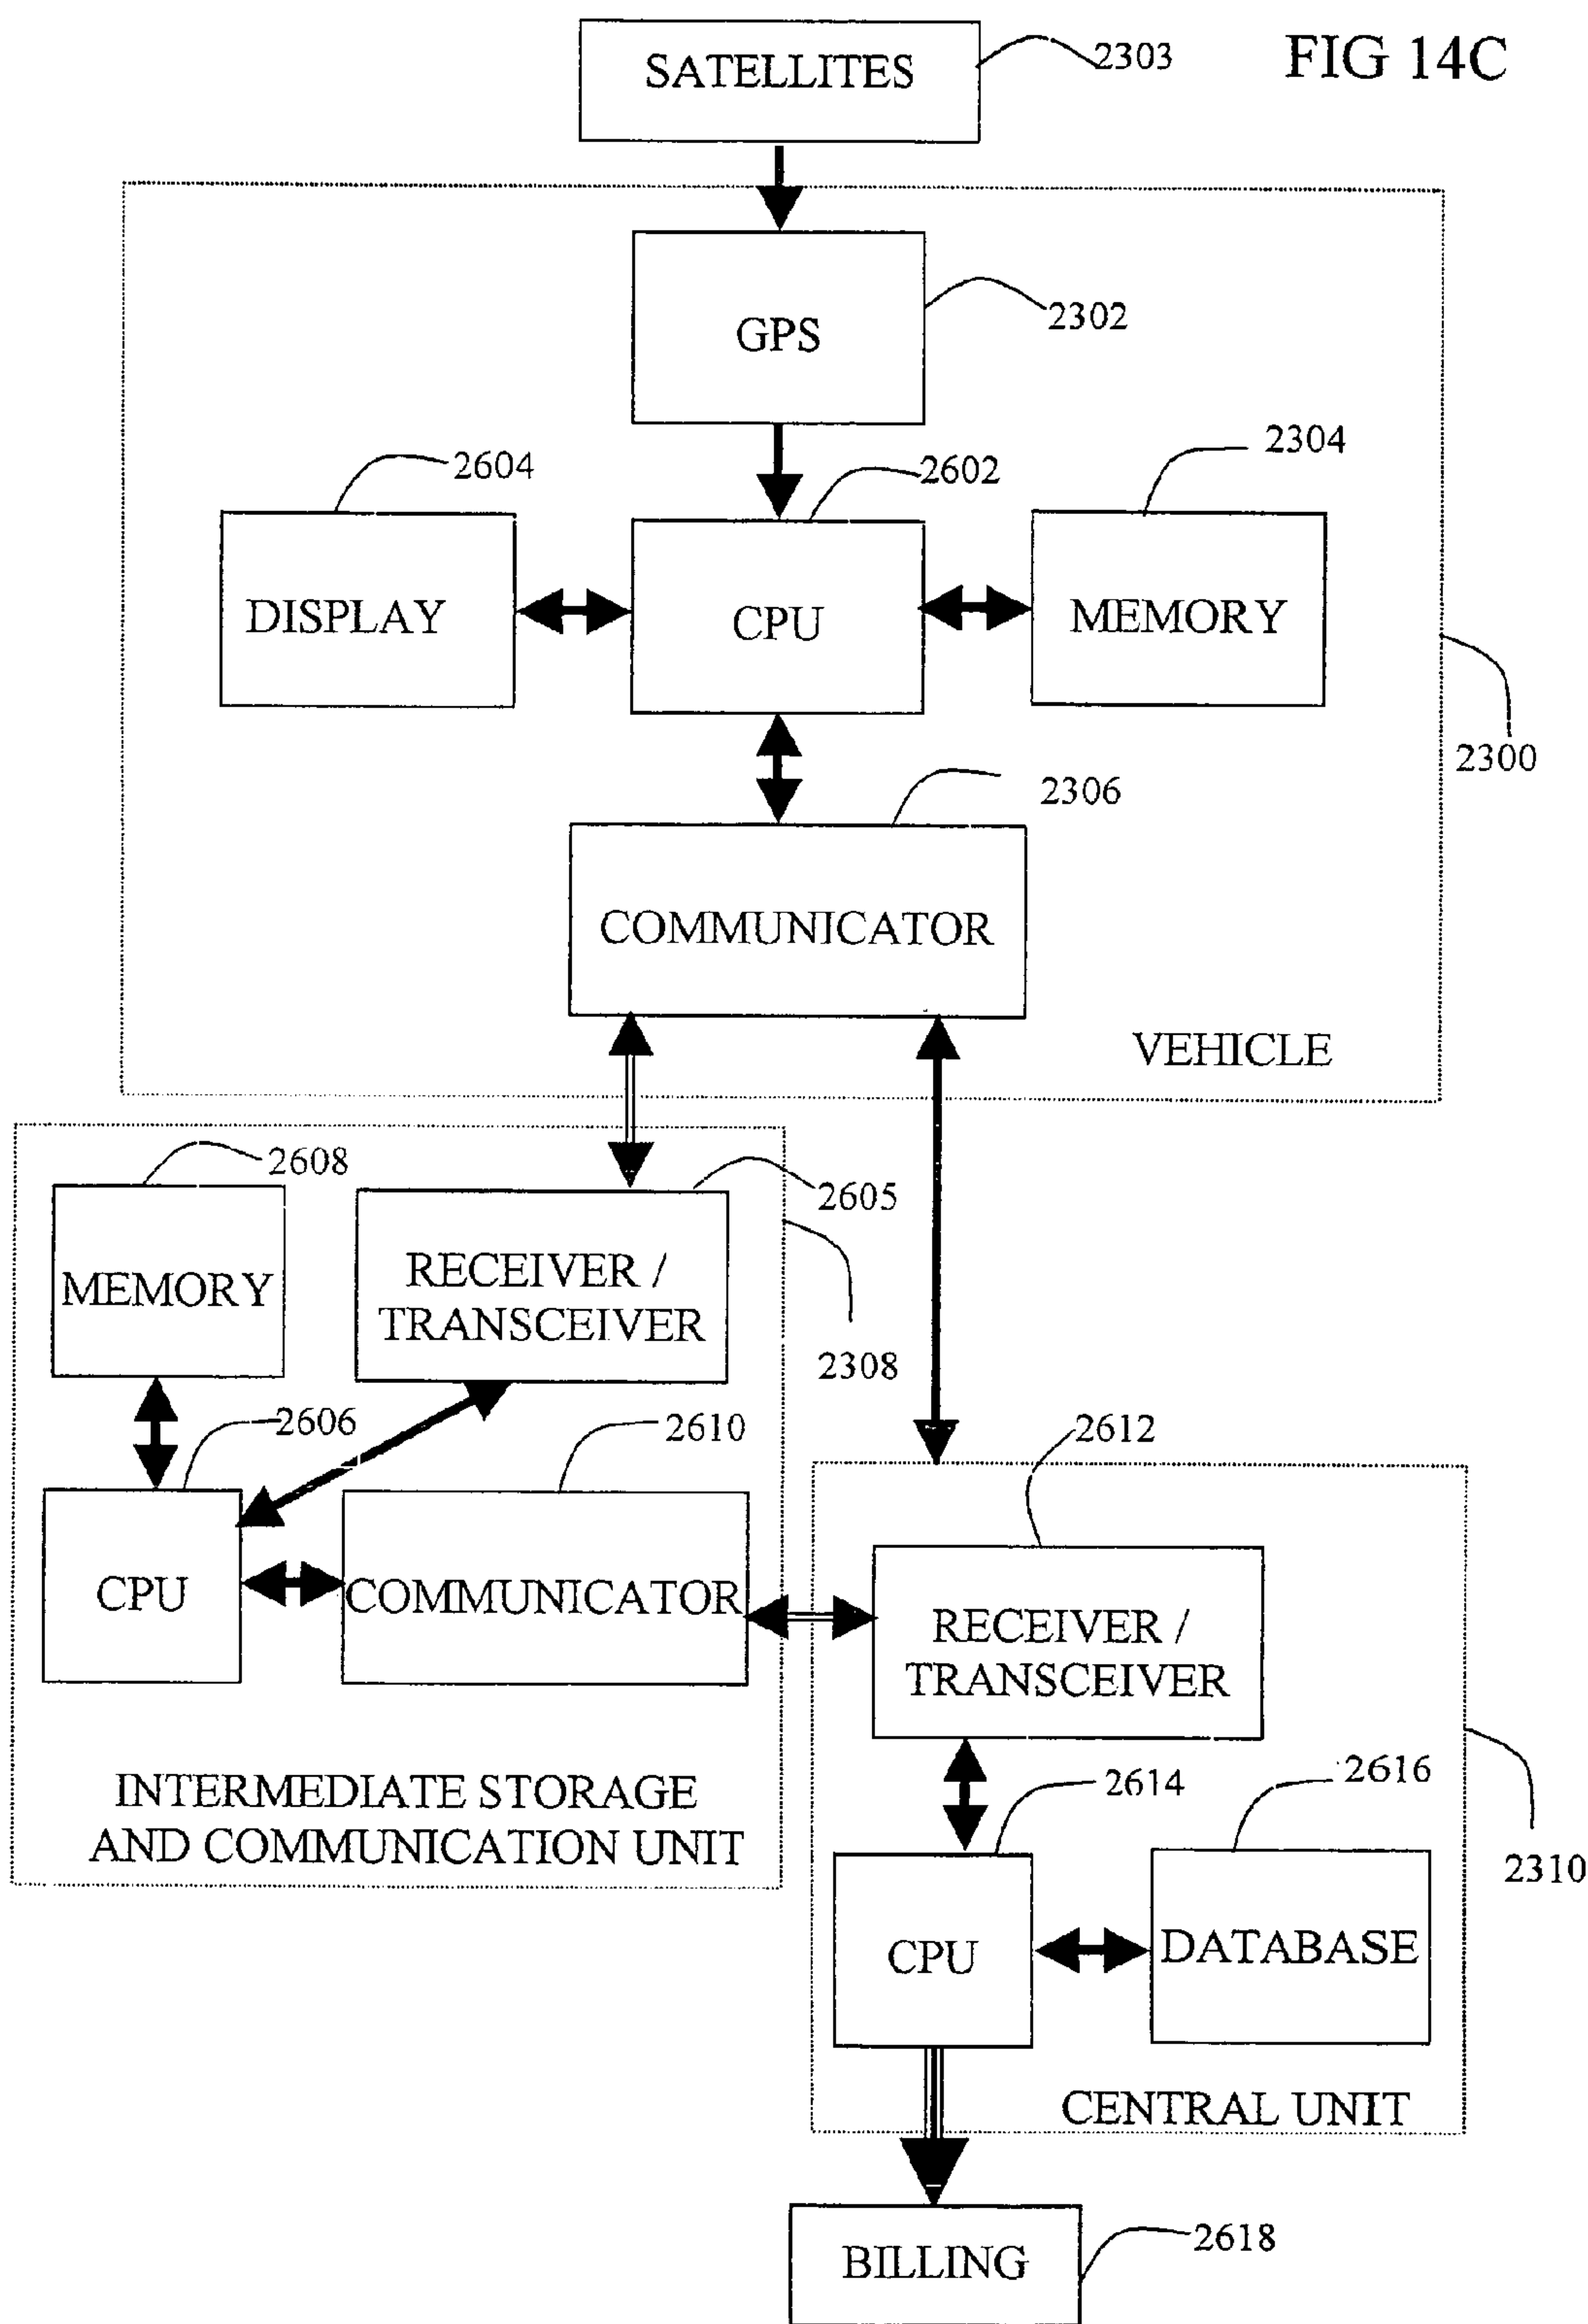 SATELLITES
2303
FIG 14C
GPS
2302
2604
2602
2304
DISPLAY
CPU
MEMORY
2300
2306
COMMUNICATOR
VEHICLE
2608
2605
MEMORY
RECEIVER /
TRANSCEIVER
2308
2606
2610
2612
CPU
COMMUNICATOR
RECEIVER /
TRANSCEIVER
INTERMEDIATE STORAGE
AND COMMUNICATION UNIT
2614
2616
2310
CPU
DATABASE
CENTRAL UNIT
BILLING
2618